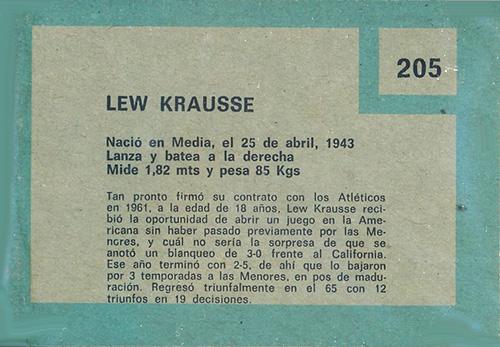 205
LEW KRAUSSE
Nació en Media, el 25 de abril, 1943
Lanza y batea a la derecha
Mide 1,82 mts y pesa 85 Kgs
Tan pronto firmó su contrato con los Atléticos
en 1961, a la edad de 18 años, Lew Krausse reci-
bió la oportunidad de abrir un juego en la Ame-
ricana sin haber pasado previamente por las Me-
ncres, y cuál no sería la sorpresa de que se
anotó un blanqueo de 3-0 frente al California.
Ese año terminó con 2-5, de ahí que lo bajaron
por 3 temporadas a las Menores, en pos de madu-
ración. Regresó triunfalmente en el 65 con 12
triunfos en 19 decisiones.